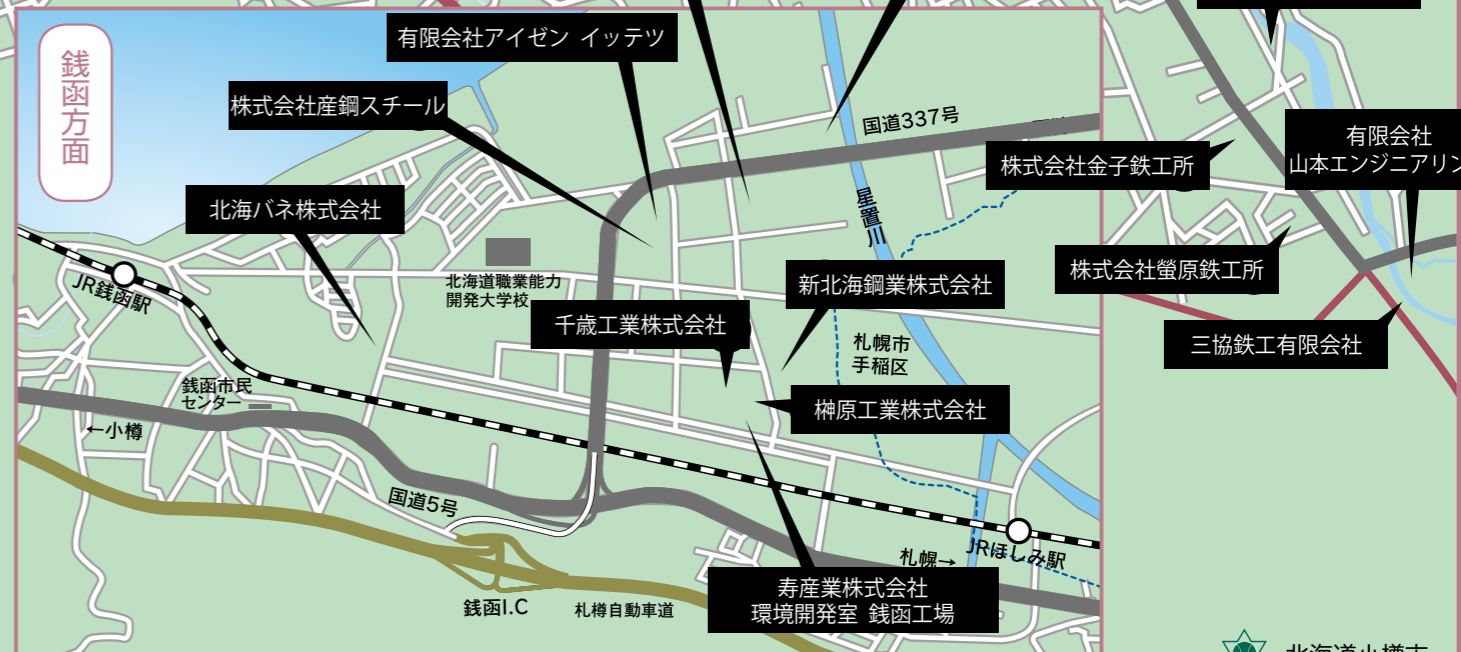 銭函方面
有限会社アイゼン イッテツ
株式会社産鋼スチール
国道337号
株式会社金子鉄工所
有限会社
山本エンジニアリン
北海バネ株式会社
星置川
JR銭函駅
北海道職業能力
開発大学校
新北海鋼業株式会社
株式会社螢原鉄工所
千歳工業株式会社
札幌市
手稲区
三協鉄工有限会社
銭函市民
センター
榊原工業株式会社
←小樽
国道5号
札幌→
JRほしみ駅
寿産業株式会社
環境開発室 銭函工場
銭函I.C
札樽自動車道
北海道小樽市